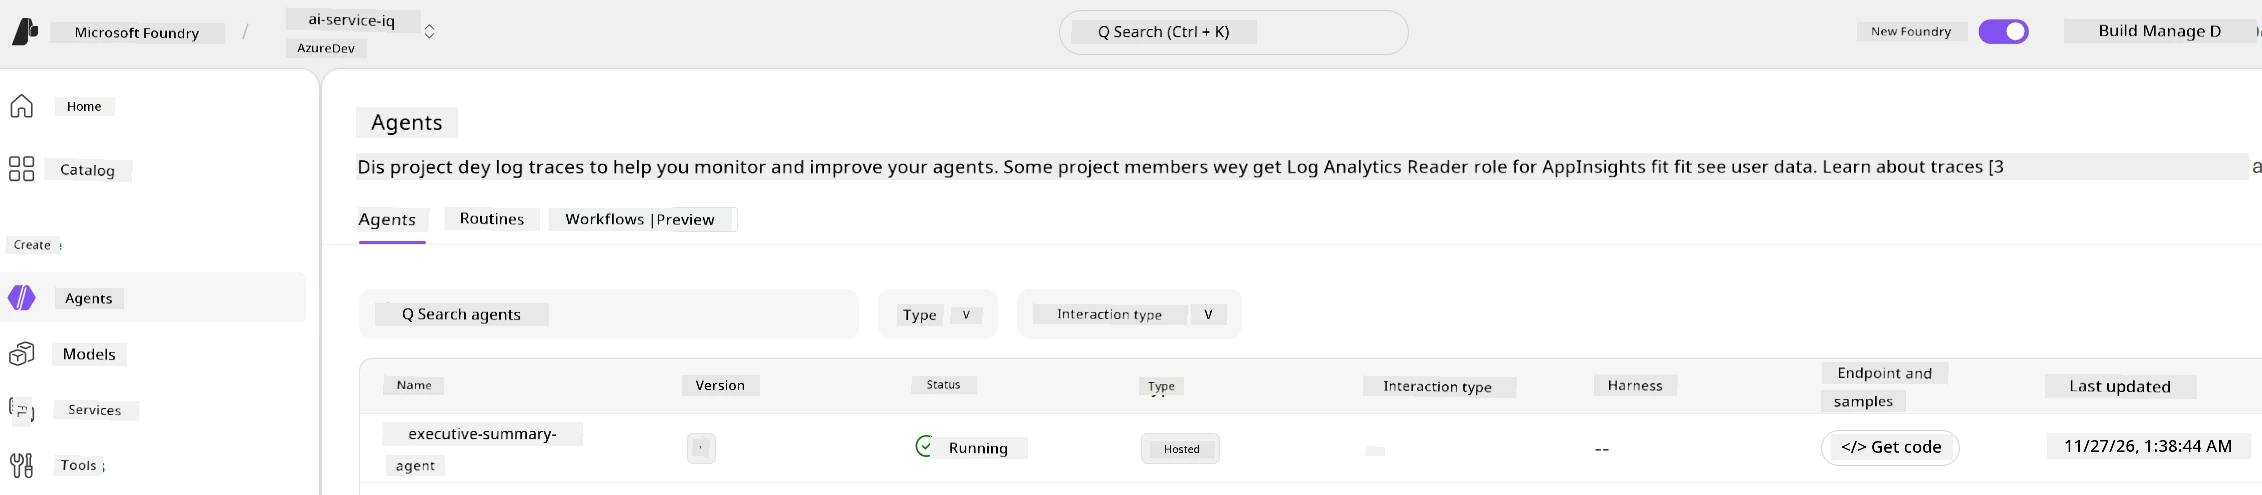 Microsoft Foundry / ai-service-iq
AzureDev
Q Search (Ctrl + K)
New Foundry
Build Manage D
Home
Catalog
Create
Agents
Models
Services
Tools
Agents
Dis project dey log traces to help you monitor and improve your agents. Some project members wey get Log Analytics Reader role for AppInsights fit fit see user data. Learn about traces [3
Agents Routines Workflows |Preview
Q Search agents Type V Interaction type V
Name Version Status Type Interaction type Harness Endpoint and samples Last updated
executive-summary-agent Running Hosted -- </> Get code 11/27/26, 1:38:44 AM